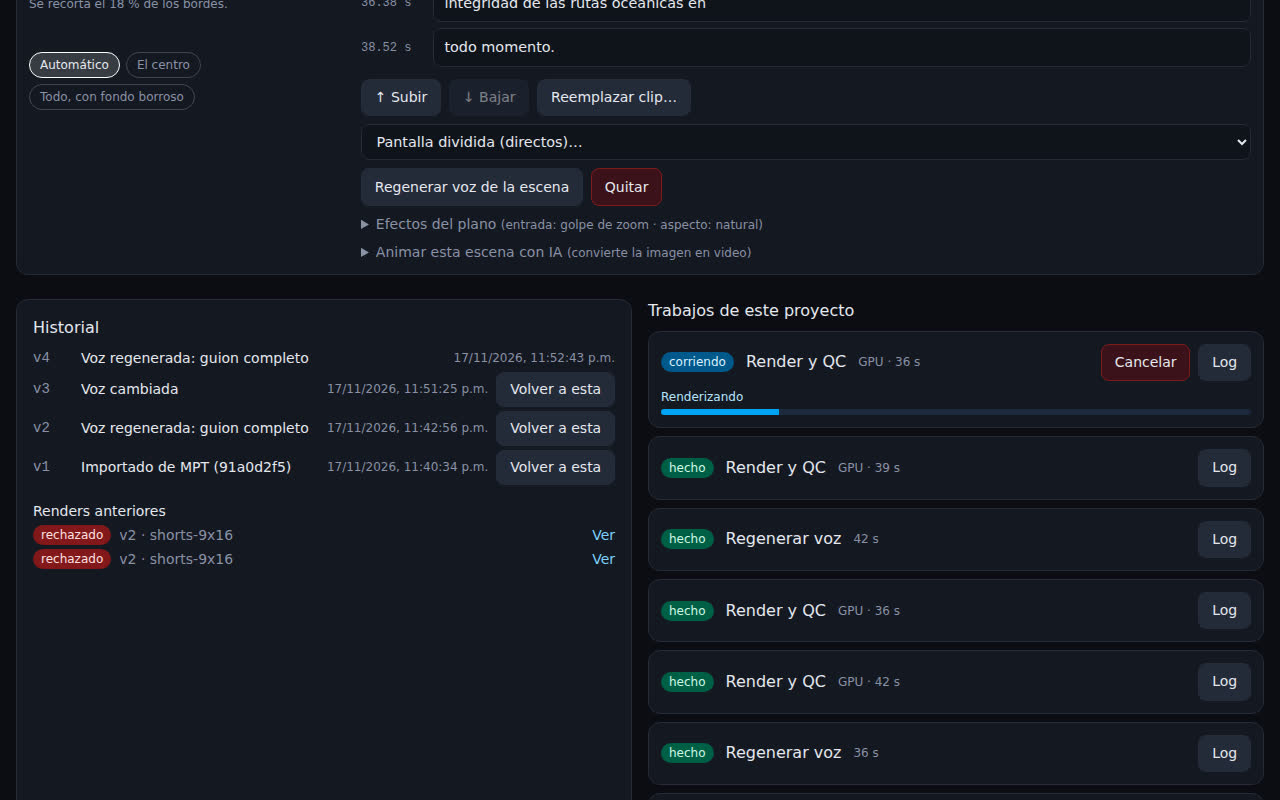 Se recorta el 18 % de los bordes.
Automático
El centro
Todo, con fondo borroso
36.38 s
integridad de las rutas oceánicas en
38.52 s
todo momento.
↑ Subir
↓ Bajar
Reemplazar clip…
Pantalla dividida (directos)…
Regenerar voz de la escena
Quitar
▶ Efectos del plano (entrada: golpe de zoom · aspecto: natural)
▶ Animar esta escena con IA (convierte la imagen en video)
Historial
v4 Voz regenerada: guion completo 17/11/2026, 11:52:43 p.m.
v3 Voz cambiada 17/11/2026, 11:51:25 p.m. Volver a esta
v2 Voz regenerada: guion completo 17/11/2026, 11:42:56 p.m. Volver a esta
v1 Importado de MPT (91a0d2f5) 17/11/2026, 11:40:34 p.m. Volver a esta
Renders anteriores
rechazado v2 · shorts-9x16 Ver
rechazado v2 · shorts-9x16 Ver
Trabajos de este proyecto
corriendo Render y QC GPU · 36 s Cancelar Log
Renderizando
hecho Render y QC GPU · 39 s Log
hecho Regenerar voz 42 s Log
hecho Render y QC GPU · 36 s Log
hecho Render y QC GPU · 42 s Log
hecho Regenerar voz 36 s Log